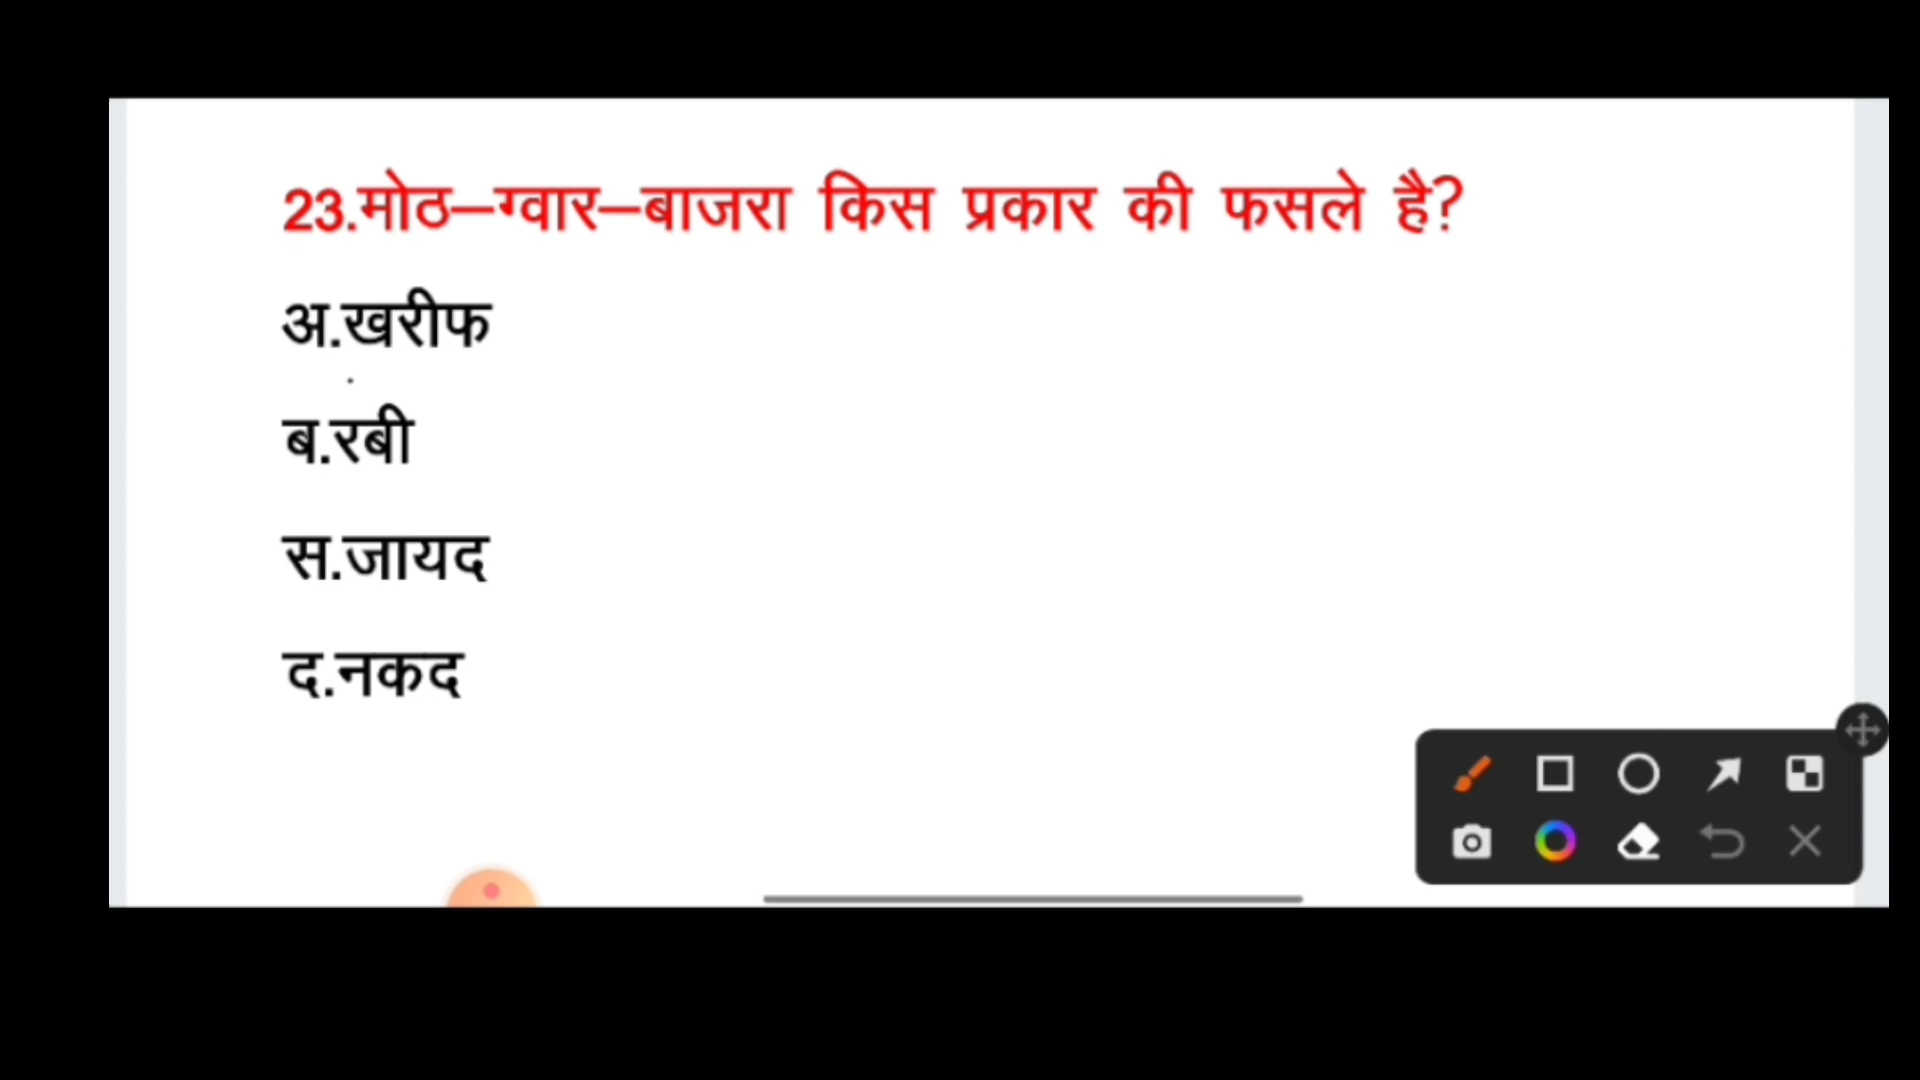 23.मोठ–ग्वार–बाजरा किस प्रकार की फसले है?
अ.खरीफ
ब.रबी
स.जायद
द.नकद